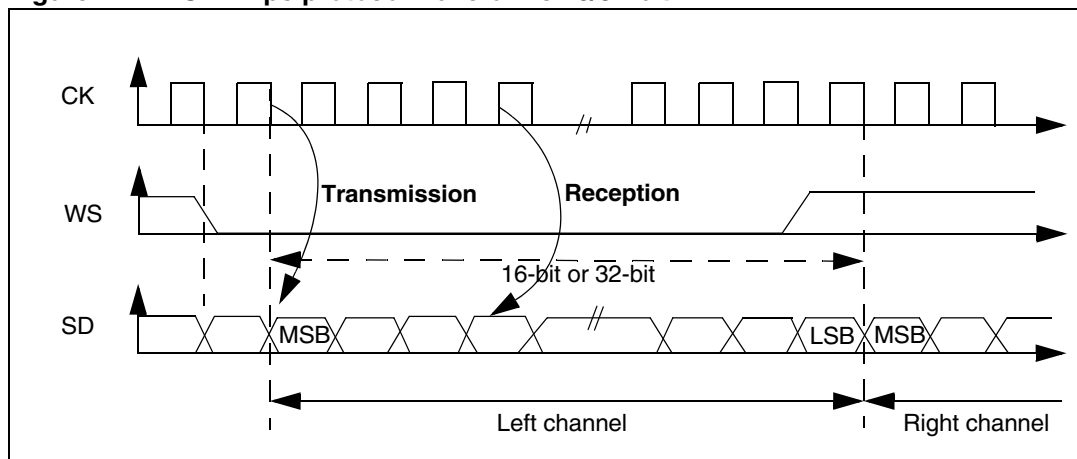 CK
Transmission
Reception
WS
16-bit or 32-bit
SD
MSB
LSB
MSB
Left channel
Right channel